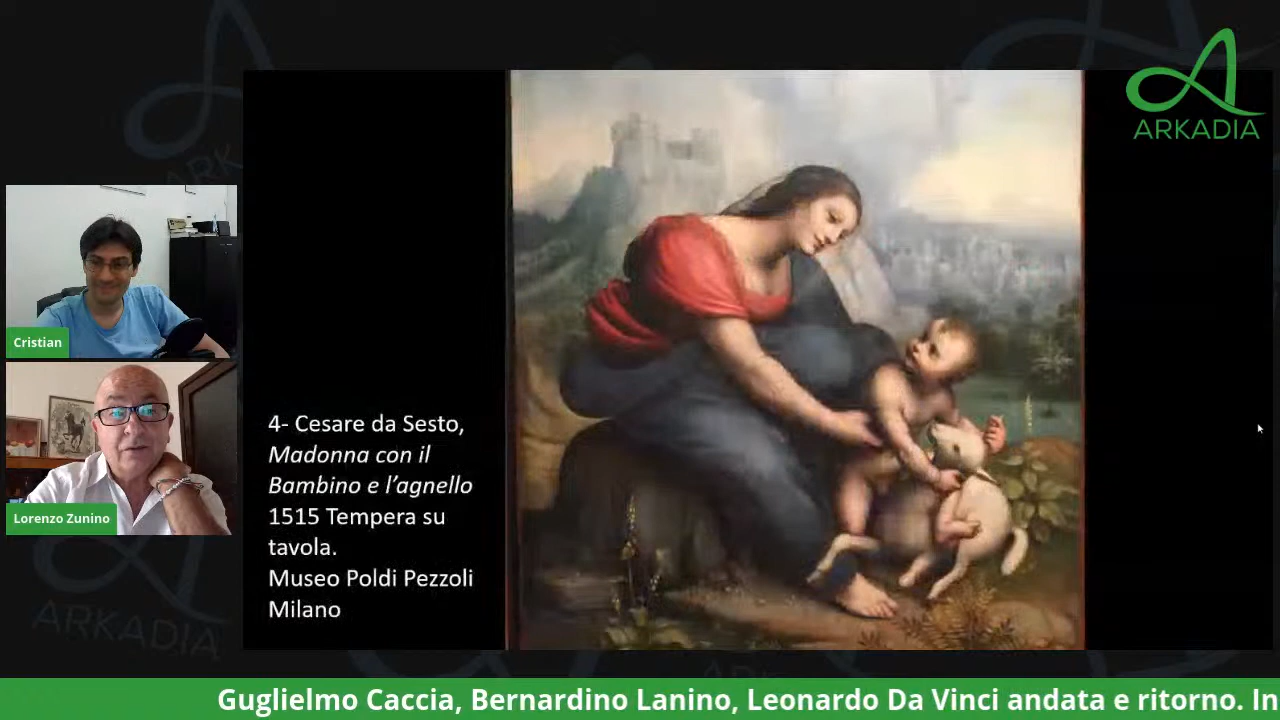 ARKADIA
Cristian
Lorenzo Zunino
4- Cesare da Sesto,
Madonna con il
Bambino e l’agnello
1515 Tempera su
tavola.
Museo Poldi Pezzoli
Milano
ARKADIA
Guglielmo Caccia, Bernardino Lanino, Leonardo Da Vinci andata e ritorno. In